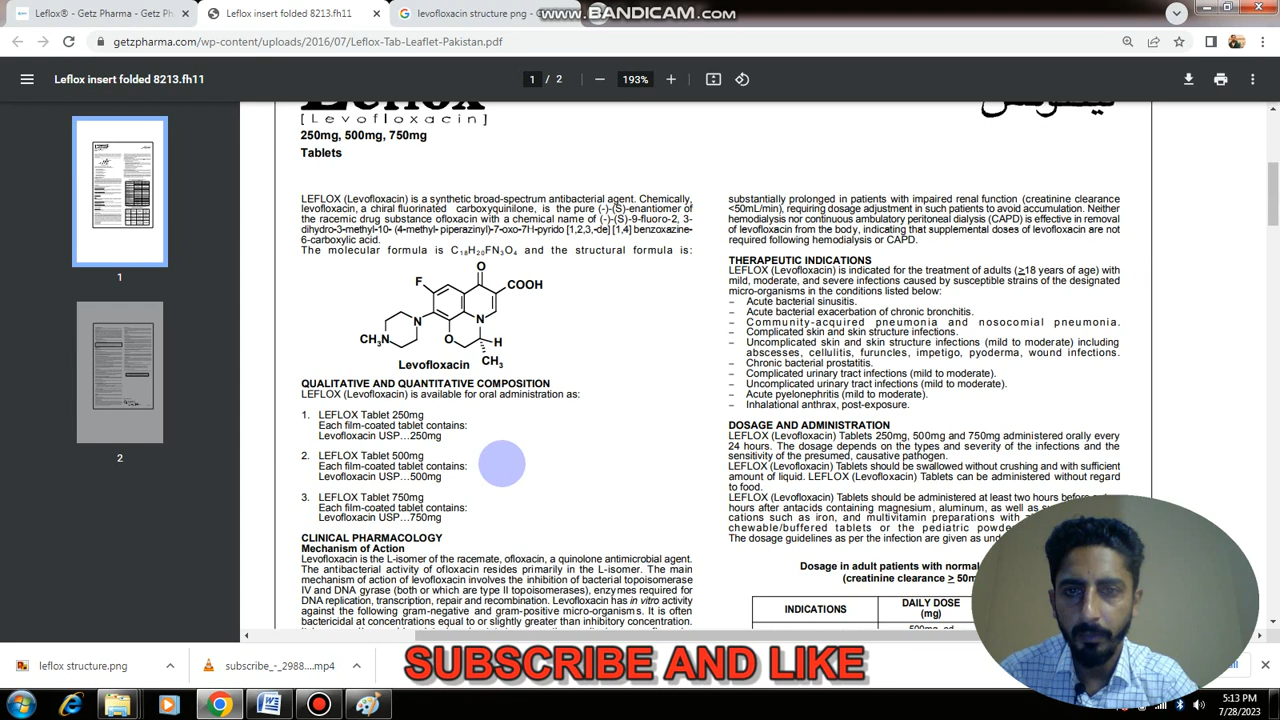 Leflox® - Getz Pharma - Getz Pha
Leflox insert folded 8213.fh11
levofloxacin structure png - G
WWW.BANDICAM.COM
getzpharma.com/wp-content/uploads/2016/07/Leflox-Tab-Leaflet-Pakistan.pdf
Leflox insert folded 8213.fh11
1 / 2
193%
1
2
Leflox
[Levofloxacin]
250mg, 500mg, 750mg
Tablets
LEFLOX (Levofloxacin) is a synthetic broad-spectrum antibacterial agent. Chemically,
levofloxacin, a chiral fluorinated carboxyquinilone, is the pure (-)-(S)-enantiomer of
the racemic drug substance ofloxacin with a chemical name of (-)-(S)-9-fluoro-2, 3-
dihydro-3-methyl-10- (4-methyl- piperazinyl)-7-oxo-7H-pyrido [1,2,3,-de] [1,4] benzoxazine-
6-carboxylic acid.
The molecular formula is C18H20FN3O4 and the structural formula is:
O
F
COOH
N
N
CH3N
O
H
CH3
Levofloxacin
QUALITATIVE AND QUANTITATIVE COMPOSITION
LEFLOX (Levofloxacin) is available for oral administration as:
1. LEFLOX Tablet 250mg
Each film-coated tablet contains:
Levofloxacin USP...250mg
2. LEFLOX Tablet 500mg
Each film-coated tablet contains:
Levofloxacin USP...500mg
3. LEFLOX Tablet 750mg
Each film-coated tablet contains:
Levofloxacin USP...750mg
CLINICAL PHARMACOLOGY
Mechanism of Action
Levofloxacin is the L-isomer of the racemate, ofloxacin, a quinolone antimicrobial agent.
The antibacterial activity of ofloxacin resides primarily in the L-isomer. The main
mechanism of action of levofloxacin involves the inhibition of bacterial topoisomerase
IV and DNA gyrase (both or which are type II topoisomerases), enzymes required for
DNA replication, transcription, repair and recombination. Levofloxacin has in vitro activity
against the following gram-negative and gram-positive micro-organisms. It is often
bactericidal at concentrations equal to or slightly greater than inhibitory concentration.
substantially prolonged in patients with impaired renal function (creatinine clearance
<50mL/min), requiring dosage adjustment in such patients to avoid accumulation. Neither
hemodialysis nor continuous ambulatory peritoneal dialysis (CAPD) is effective in removal
of levofloxacin from the body, indicating that supplemental doses of levofloxacin are not
required following hemodialysis or CAPD.
THERAPEUTIC INDICATIONS
LEFLOX (Levofloxacin) is indicated for the treatment of adults (≥18 years of age) with
mild, moderate, and severe infections caused by susceptible strains of the designated
micro-organisms in the conditions listed below:
– Acute bacterial sinusitis.
– Acute bacterial exacerbation of chronic bronchitis.
– Community-acquired pneumonia and nosocomial pneumonia.
– Complicated skin and skin structure infections.
– Uncomplicated skin and skin structure infections (mild to moderate) including
abscesses, cellulitis, furuncles, impetigo, pyoderma, wound infections.
– Chronic bacterial prostatitis.
– Complicated urinary tract infections (mild to moderate).
– Uncomplicated urinary tract infections (mild to moderate).
– Acute pyelonephritis (mild to moderate).
– Inhalational anthrax, post-exposure.
DOSAGE AND ADMINISTRATION
LEFLOX (Levofloxacin) Tablets 250mg, 500mg and 750mg administered orally every
24 hours. The dosage depends on the types and severity of the infections and the
sensitivity of the presumed, causative pathogen.
LEFLOX (Levofloxacin) Tablets should be swallowed without crushing and with sufficient
amount of liquid. LEFLOX (Levofloxacin) Tablets can be administered without regard
to food.
LEFLOX (Levofloxacin) Tablets should be administered at least two hours before
hours after antacids containing magnesium, aluminum, as well as
cations such as iron, and multivitamin preparations with
chewable/buffered tablets or the pediatric
The dosage guidelines as per the infection are given as
Dosage in adult patients with normal
(creatinine clearance ≥
INDICATIONS
DAILY DOSE
(mg)
leflox structure.png
subscribe_-_2988....mp4
SUBSCRIBE AND LIKE
5:13 PM
7/28/2023